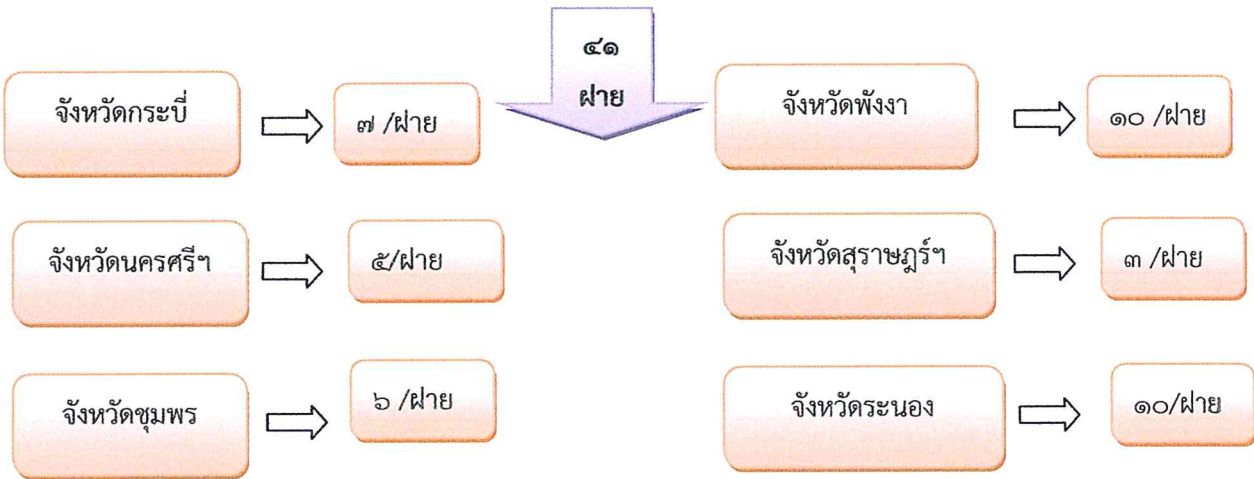 ๔๑
ฝาย
จังหวัดกระบี่
๗ /ฝาย
จังหวัดพังงา
๑๐ /ฝาย
จังหวัดนครศรีฯ
๕/ฝาย
จังหวัดสุราษฎร์ฯ
๓ /ฝาย
จังหวัดชุมพร
๖ /ฝาย
จังหวัดระนอง
๑๐/ฝาย